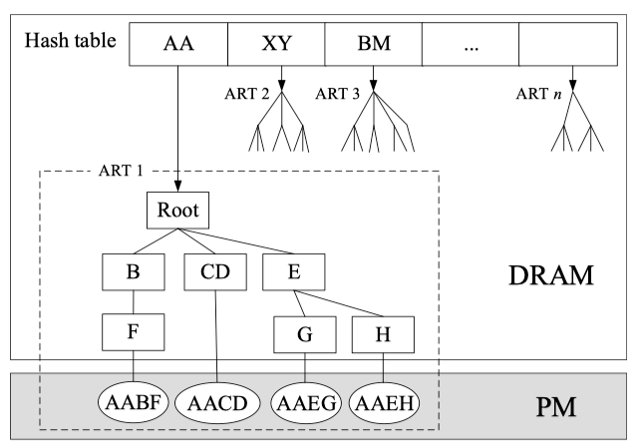 Hash table AA XY BM ...
ART 2 ART 3 ART n
ART 1
Root
B CD E
DRAM
F G H
AABF AACD AAEG AAEH PM